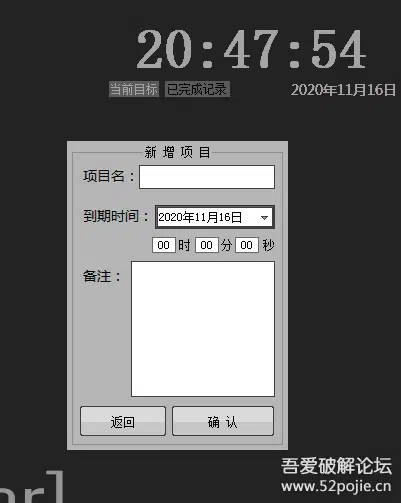 20:47:54
当前目标 已完成记录 2020年11月16日
新 增 项 目
项目名：
到期时间： 2020年11月16日
00 时 00 分 00 秒
备注：
返回 确 认
ar]
吾爱破解论坛
www.52pojie.cn